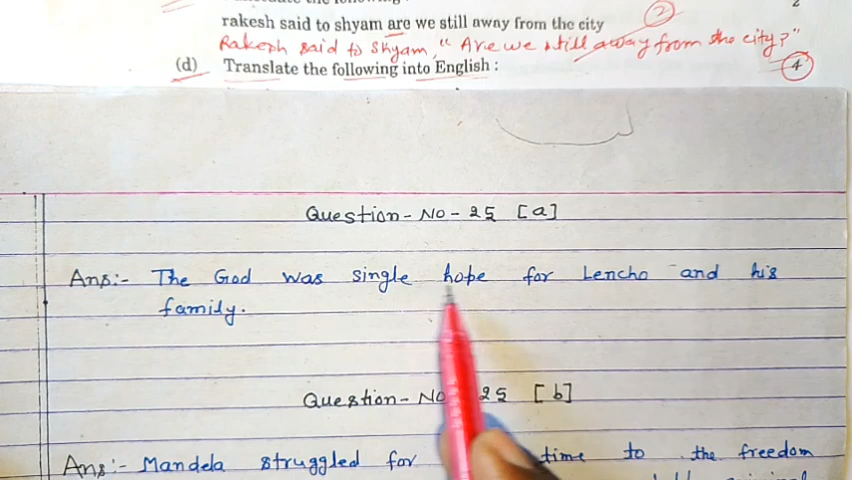 rakesh said to shyam are we still away from the city
2
Rakesh said to Shyam, "Are we still away from the city?"
(d) Translate the following into English :
4
Question-No-25 [a]
Ans:- The God was single hope for Lencho and his
family.
Question-No 25 [b]
Ans:- Mandela struggled for time to the freedom